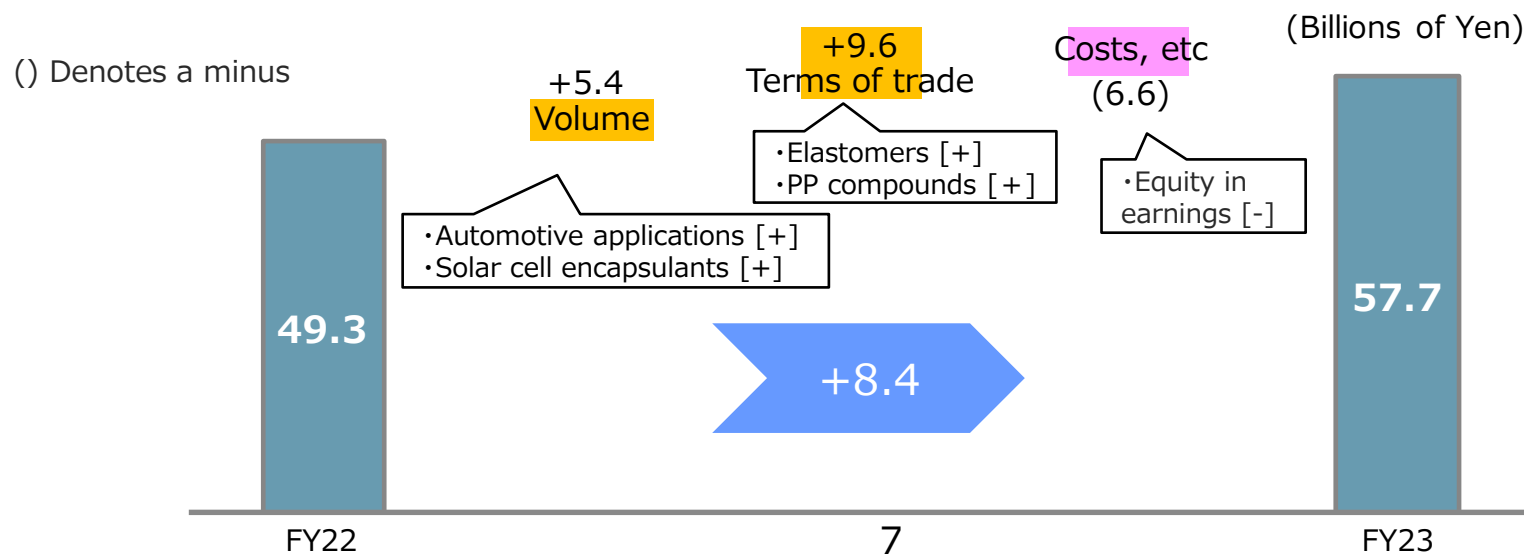 (Billions of Yen)
() Denotes a minus
+5.4
Volume
+9.6
Terms of trade
Costs, etc
(6.6)
・Automotive applications [+]
・Solar cell encapsulants [+]
・Elastomers [+]
・PP compounds [+]
・Equity in
earnings [-]
49.3
+8.4
57.7
FY22
7
FY23